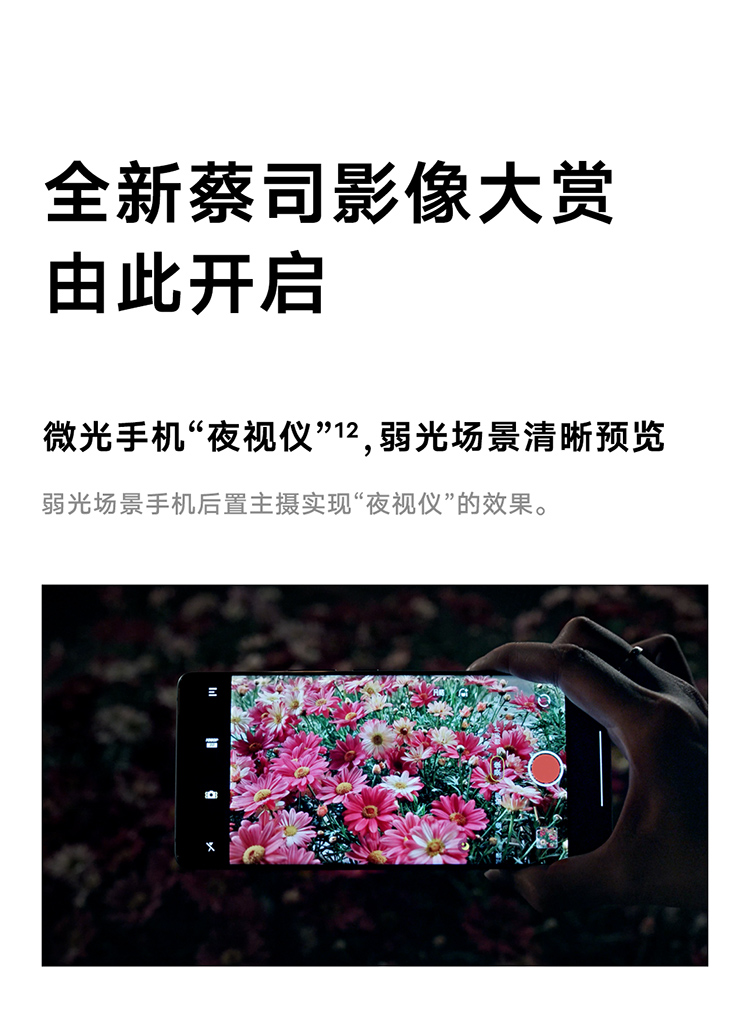 全新蔡司影像大赏
由此开启
微光手机“夜视仪”¹²,弱光场景清晰预览
弱光场景手机后置主摄实现“夜视仪”的效果。